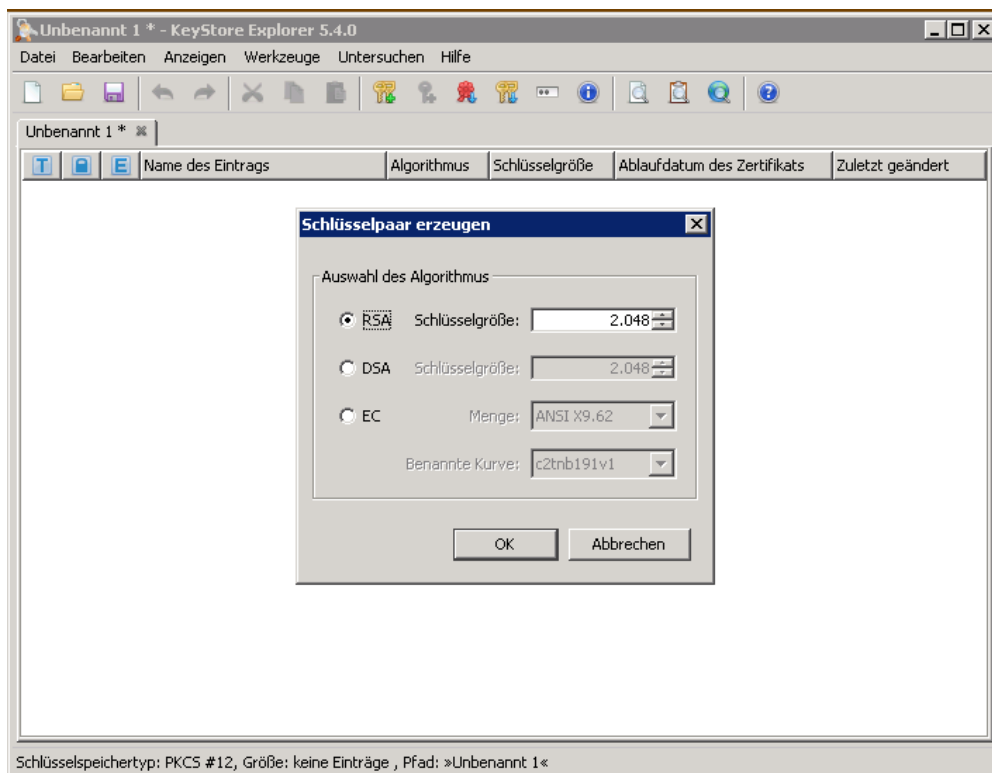 Unbenannt 1 * - KeyStore Explorer 5.4.0
Datei Bearbeiten Anzeigen Werkzeuge Untersuchen Hilfe
Unbenannt 1 *
T E Name des Eintrags Algorithmus Schlüsselgröße Ablaufdatum des Zertifikats Zuletzt geändert
Schlüsselpaar erzeugen
Auswahl des Algorithmus
RSA Schlüsselgröße: 2.048
DSA Schlüsselgröße: 2.048
EC Menge: ANSI X9.62
Benannte Kurve: c2tnb191v1
OK Abbrechen
Schlüsselspeichertyp: PKCS #12, Größe: keine Einträge , Pfad: »Unbenannt 1«